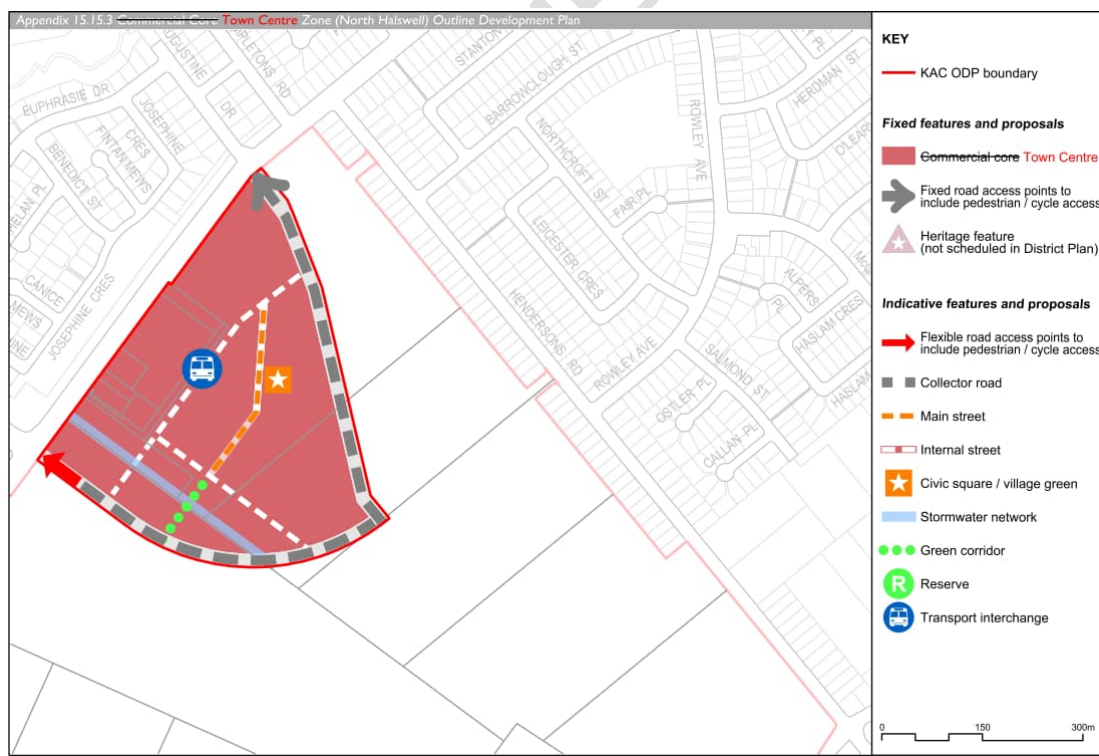 Appendix 15.15.3 Commercial Core Town Centre Zone (North Halswell) Outline Development Plan
KEY
KAC ODP boundary
Fixed features and proposals
Commercial core Town Centre
Fixed road access points to
include pedestrian / cycle access
Heritage feature
(not scheduled in District Plan)
Indicative features and proposals
Flexible road access points to
include pedestrian / cycle access
Collector road
Main street
Internal street
Civic square / village green
Stormwater network
Green corridor
R
Reserve
Transport interchange
0 150 300m
EUPHRASIE DR
AUGUSTINE
DR
JOSEPHINE
CRES
FINTAN MEWS
BENEDICT ST
CANICE
MEWS
JOSEPHINE CRES
STANTON
BARROWCLOUGH ST
NORTHCROFT
ST
FAIR PL
LEICESTER CRES
HENDERSONS RD
ROWLEY AVE
ROWLEY AVE
HERDMAN ST
ALPERS
PL
HASLAM CRES
HASLAM
SALMOND ST
OSTLER PL
CALLAN PL